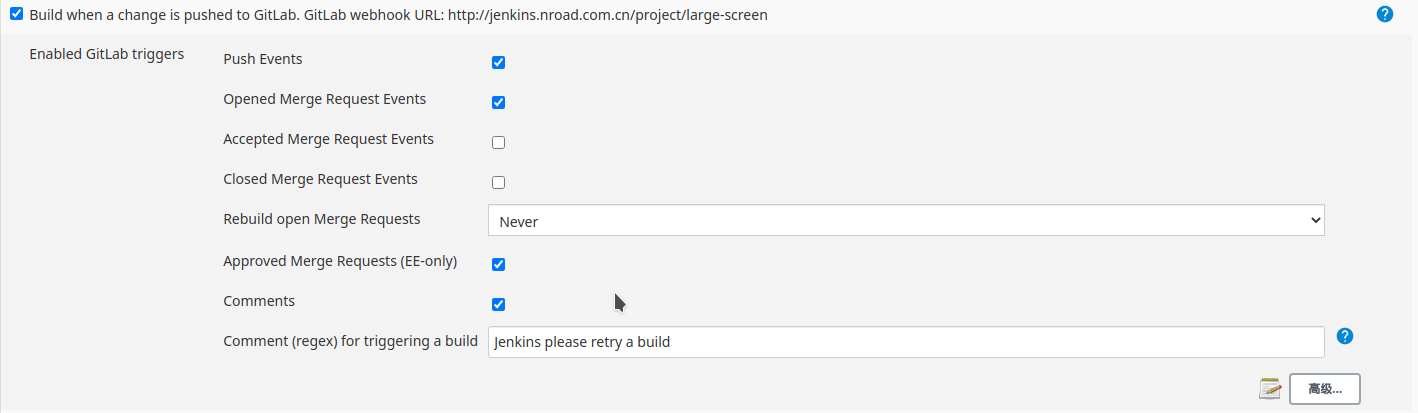 Build when a change is pushed to GitLab. GitLab webhook URL: http://jenkins.nroad.com.cn/project/large-screen
Enabled GitLab triggers
Push Events
Opened Merge Request Events
Accepted Merge Request Events
Closed Merge Request Events
Rebuild open Merge Requests
Never
Approved Merge Requests (EE-only)
Comments
Comment (regex) for triggering a build
Jenkins please retry a build
高级...